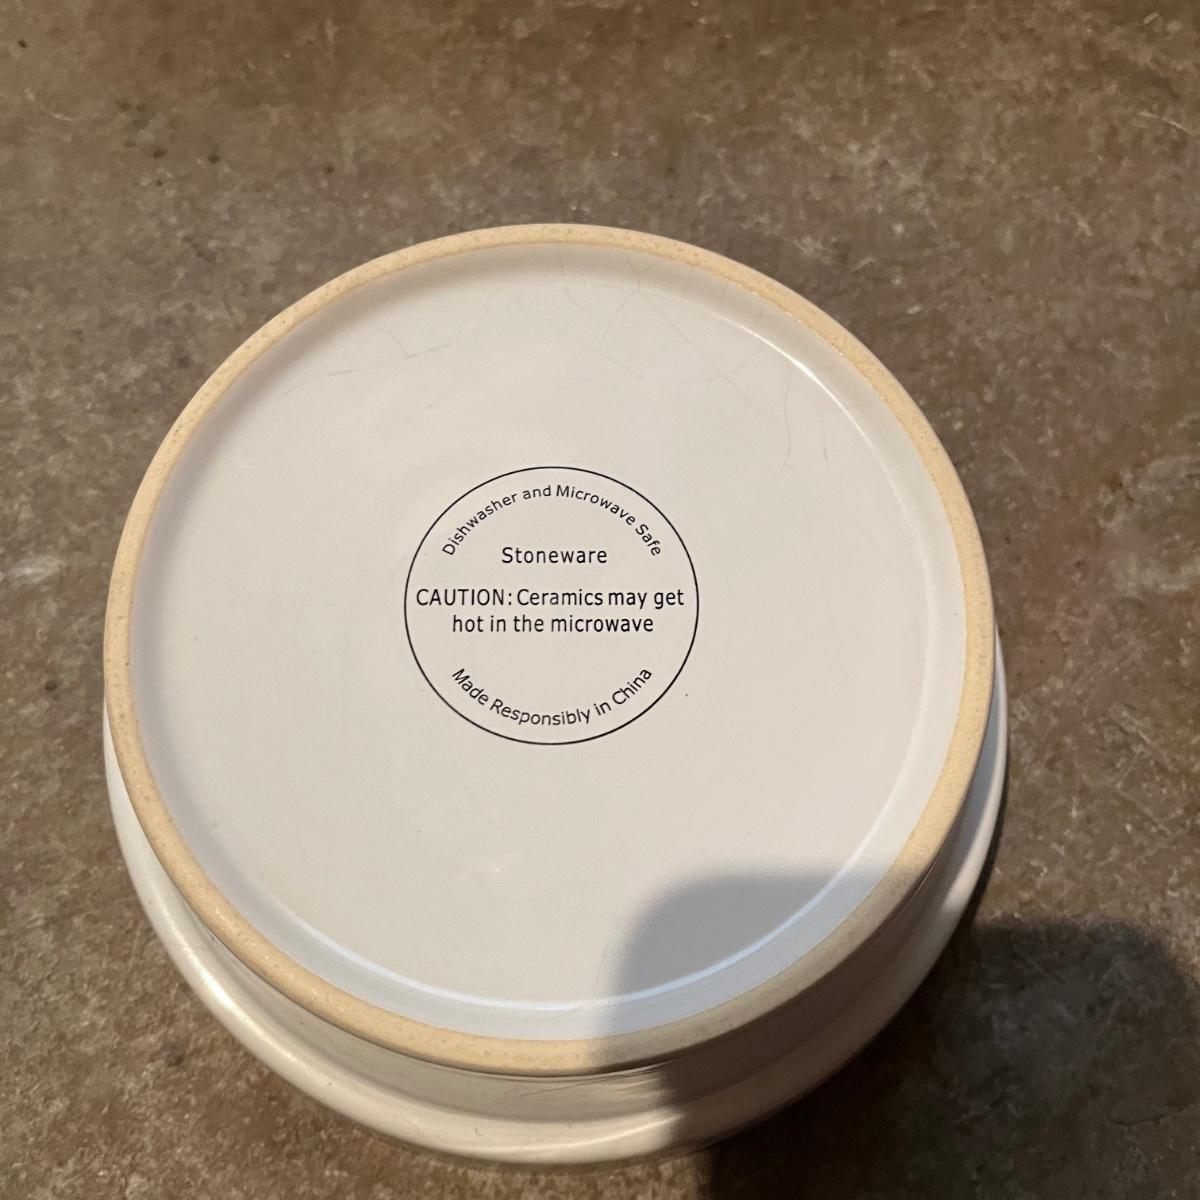 Dishwasher and Microwave Safe
Stoneware
CAUTION: Ceramics may get
hot in the microwave
Made Responsibly in China